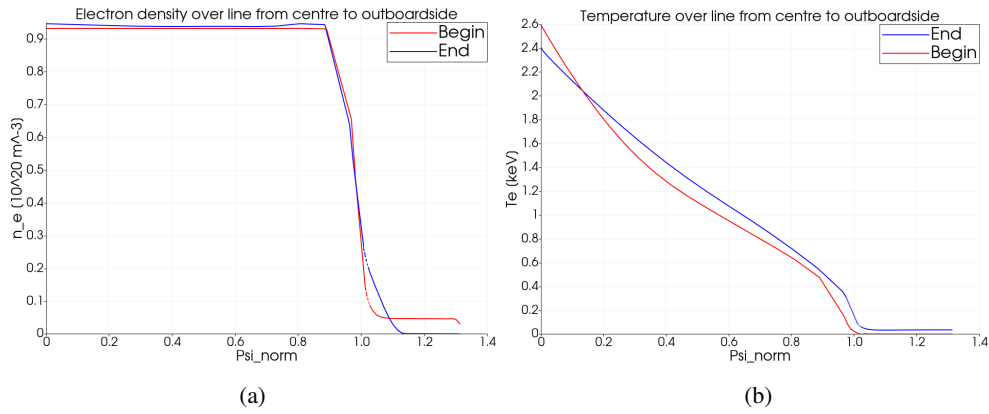 Electron density over line from centre to outboardside
Begin
End
n_e (10^20 m^-3)
0.9
0.8
0.7
0.6
0.5
0.4
0.3
0.2
0.1
0
0 0.2 0.4 0.6 0.8 1.0 1.2 1.4
Psi_norm
(a)
Temperature over line from centre to outboardside
End
Begin
Te (keV)
2.6
2.4
2.2
2.0
1.8
1.6
1.4
1.2
1.0
0.8
0.6
0.4
0.2
0
0 0.2 0.4 0.6 0.8 1.0 1.2 1.4
Psi_norm
(b)